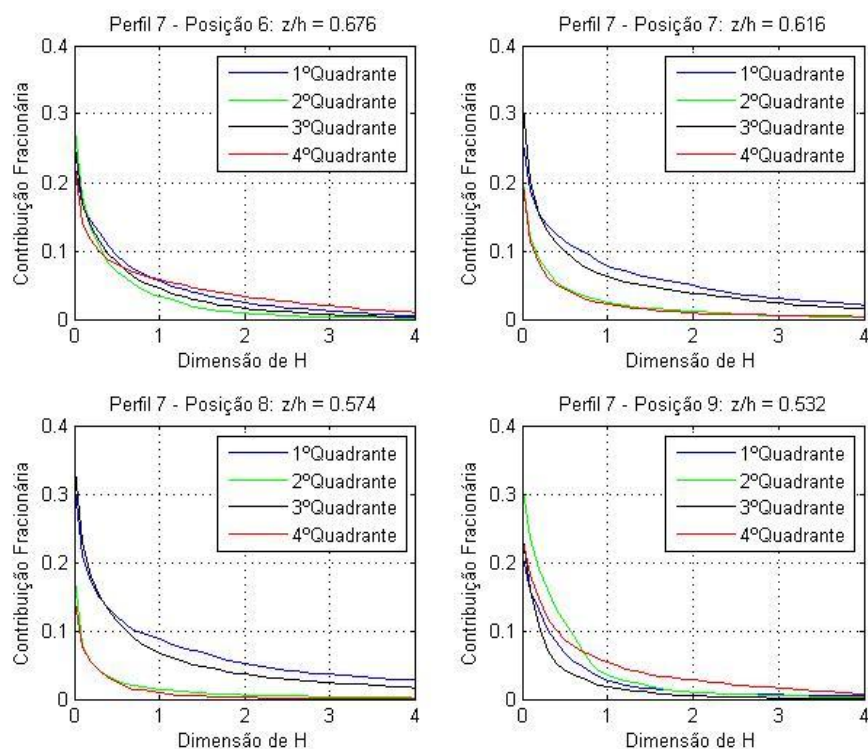 Perfil 7 - Posição 6: z/h = 0.676
Contribuição Fracionária
0.4
0.3
0.2
0.1
0
1ºQuadrante
2ºQuadrante
3ºQuadrante
4ºQuadrante
0 1 2 3 4
Dimensão de H
Perfil 7 - Posição 7: z/h = 0.616
Contribuição Fracionária
0.4
0.3
0.2
0.1
0
1ºQuadrante
2ºQuadrante
3ºQuadrante
4ºQuadrante
0 1 2 3 4
Dimensão de H
Perfil 7 - Posição 8: z/h = 0.574
Contribuição Fracionária
0.4
0.3
0.2
0.1
0
1ºQuadrante
2ºQuadrante
3ºQuadrante
4ºQuadrante
0 1 2 3 4
Dimensão de H
Perfil 7 - Posição 9: z/h = 0.532
Contribuição Fracionária
0.4
0.3
0.2
0.1
0
1ºQuadrante
2ºQuadrante
3ºQuadrante
4ºQuadrante
0 1 2 3 4
Dimensão de H